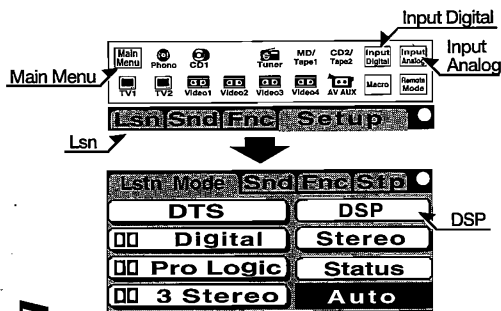 Input Digital
Main Menu Phono CD1 Tuner MD/ Tape1 CD2/ Tape2 Input Digital Input Analog
Input Analog
Main Menu
TV1 TV2 Video1 Video2 Video3 Video4 AV AUX Macro Remote Mode
Lsn Snd Fnc Setup
Lsn
Lstn Mode Snd Fnc Stp
DTS DSP
DSP
Digital Stereo
Pro Logic Status
3 Stereo Auto